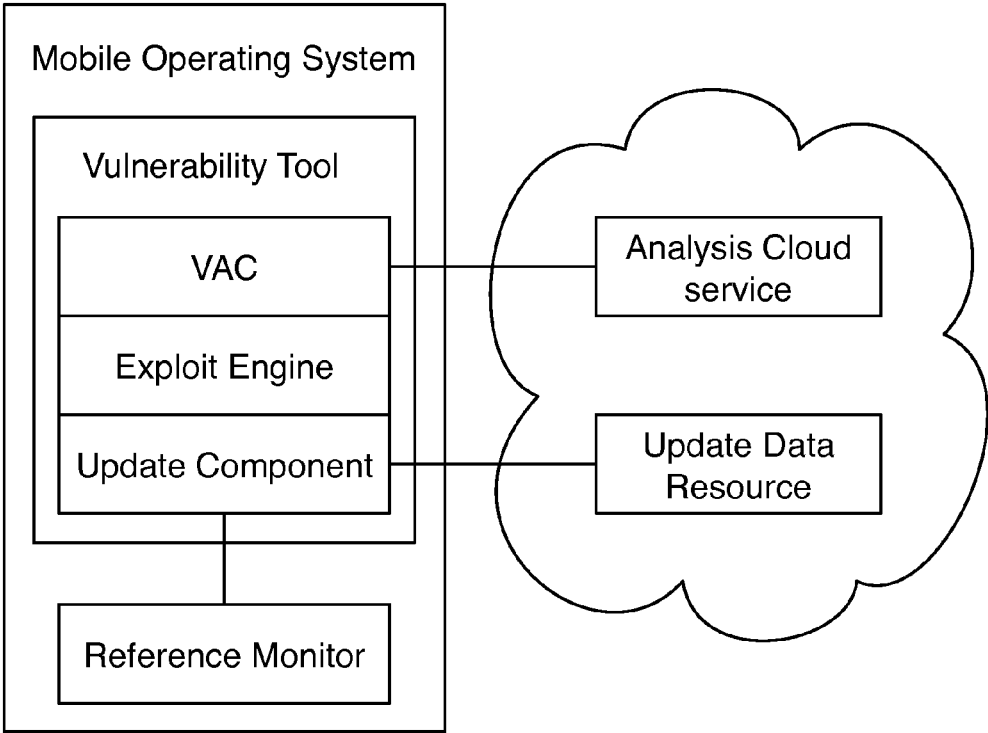 Mobile Operating System
Vulnerability Tool
VAC
Exploit Engine
Update Component
Reference Monitor
Analysis Cloud
service
Update Data
Resource